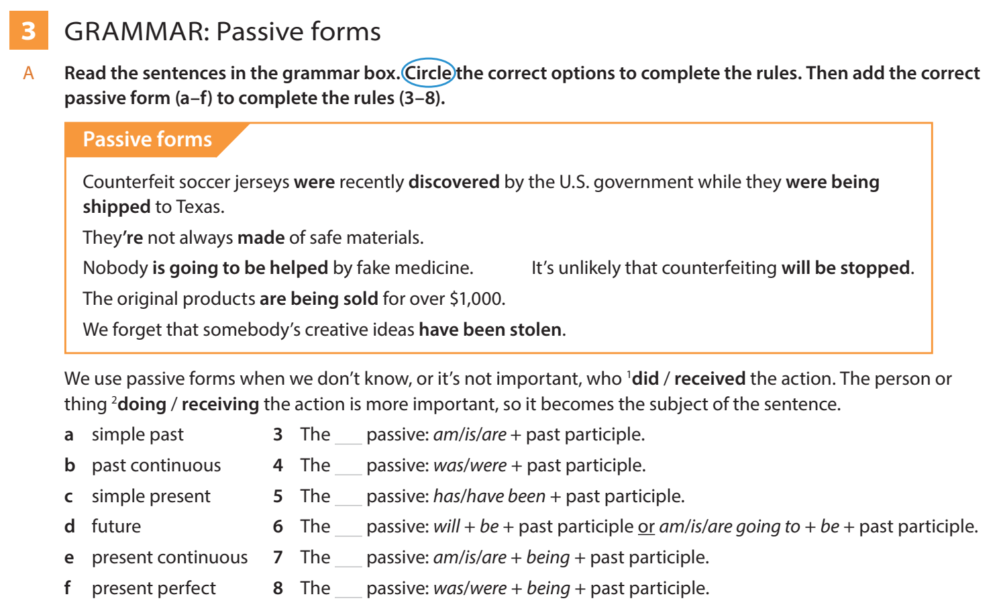 3 GRAMMAR: Passive forms
A Read the sentences in the grammar box. Circle the correct options to complete the rules. Then add the correct
passive form (a–f) to complete the rules (3–8).
Passive forms
Counterfeit soccer jerseys were recently discovered by the U.S. government while they were being
shipped to Texas.
They're not always made of safe materials.
Nobody is going to be helped by fake medicine. It's unlikely that counterfeiting will be stopped.
The original products are being sold for over $1,000.
We forget that somebody's creative ideas have been stolen.
We use passive forms when we don't know, or it's not important, who ¹did / received the action. The person or
thing ²doing / receiving the action is more important, so it becomes the subject of the sentence.
a simple past 3 The ___ passive: am/is/are + past participle.
b past continuous 4 The ___ passive: was/were + past participle.
c simple present 5 The ___ passive: has/have been + past participle.
d future 6 The ___ passive: will + be + past participle or am/is/are going to + be + past participle.
e present continuous 7 The ___ passive: am/is/are + being + past participle.
f present perfect 8 The ___ passive: was/were + being + past participle.